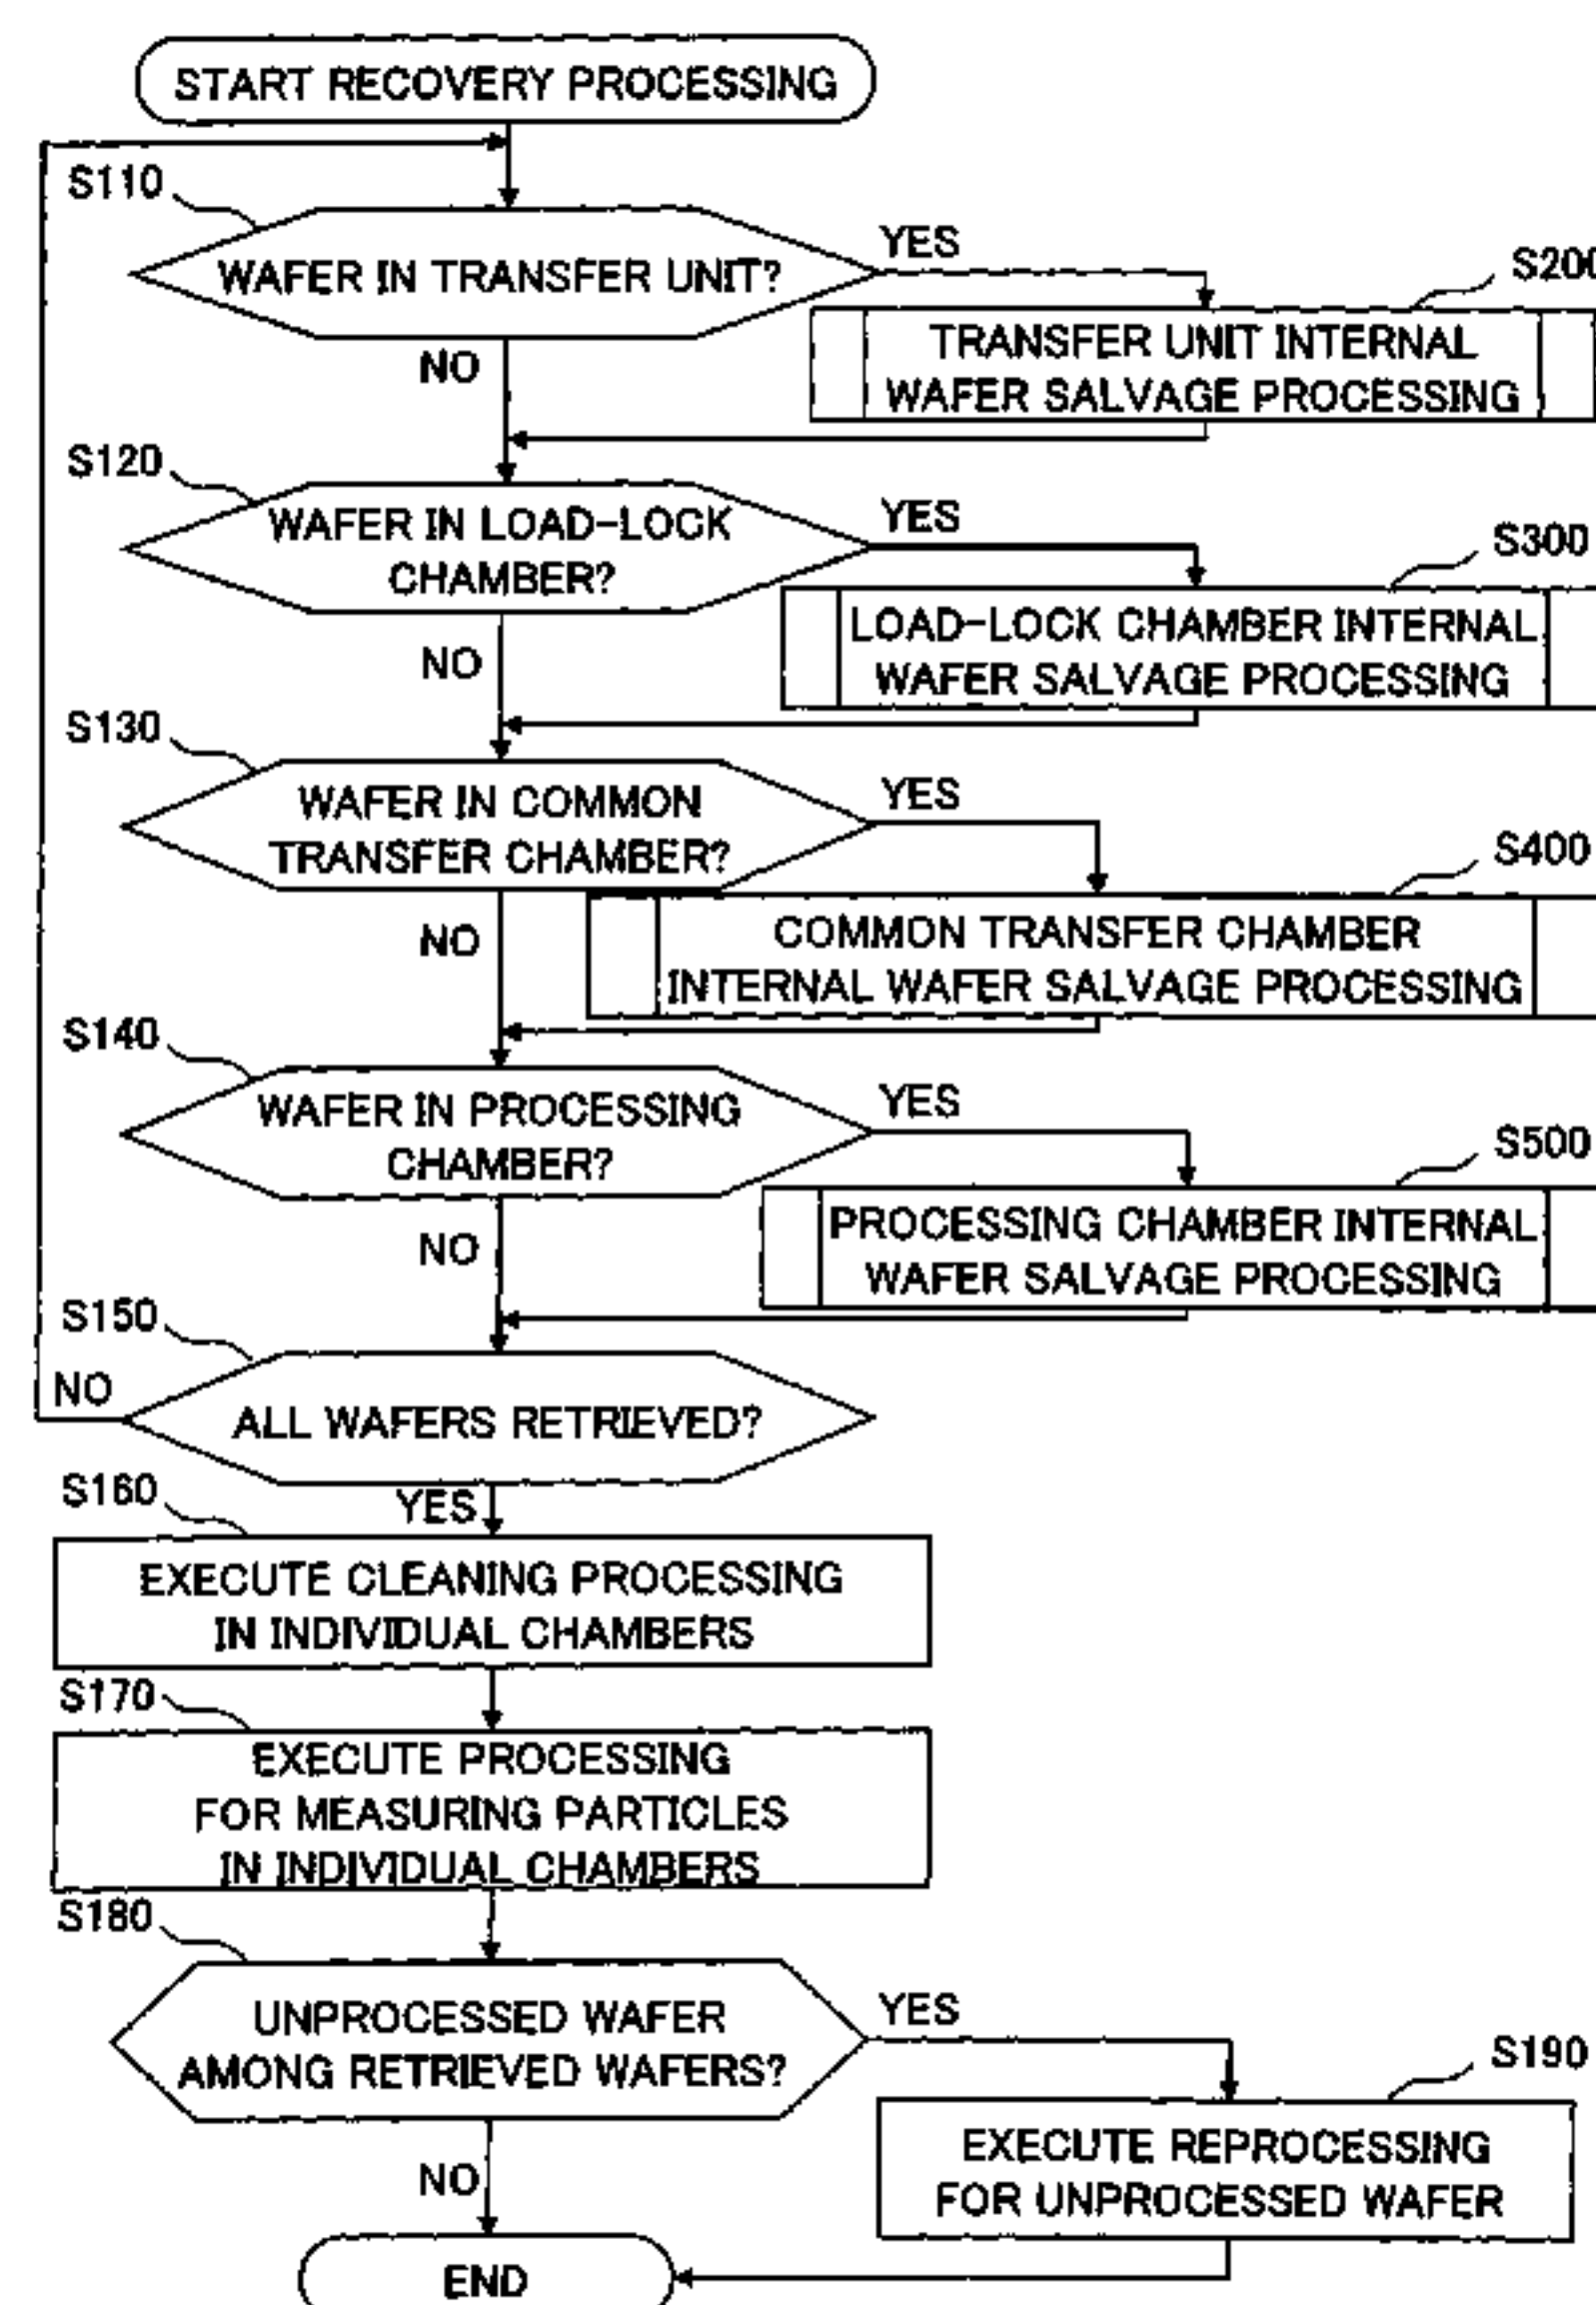 START RECOVERY PROCESSING
S110
WAFER IN TRANSFER UNIT?
YES
NO
S200
TRANSFER UNIT INTERNAL
WAFER SALVAGE PROCESSING
S120
WAFER IN LOAD-LOCK
CHAMBER?
YES
NO
S300
LOAD-LOCK CHAMBER INTERNAL
WAFER SALVAGE PROCESSING
S130
WAFER IN COMMON
TRANSFER CHAMBER?
YES
NO
S400
COMMON TRANSFER CHAMBER
INTERNAL WAFER SALVAGE PROCESSING
S140
WAFER IN PROCESSING
CHAMBER?
YES
NO
S500
PROCESSING CHAMBER INTERNAL
WAFER SALVAGE PROCESSING
S150
NO
ALL WAFERS RETRIEVED?
YES
S160
EXECUTE CLEANING PROCESSING
IN INDIVIDUAL CHAMBERS
S170
EXECUTE PROCESSING
FOR MEASURING PARTICLES
IN INDIVIDUAL CHAMBERS
S180
UNPROCESSED WAFER
AMONG RETRIEVED WAFERS?
YES
NO
S190
EXECUTE REPROCESSING
FOR UNPROCESSED WAFER
END